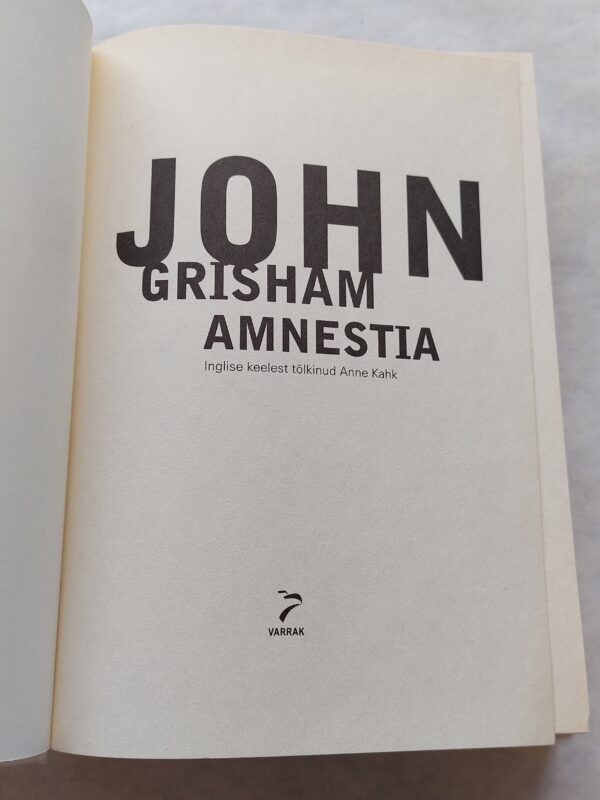 JOHN
GRISHAM
AMNESTIA
Inglise keelest tõlkinud Anne Kahk
VARRAK